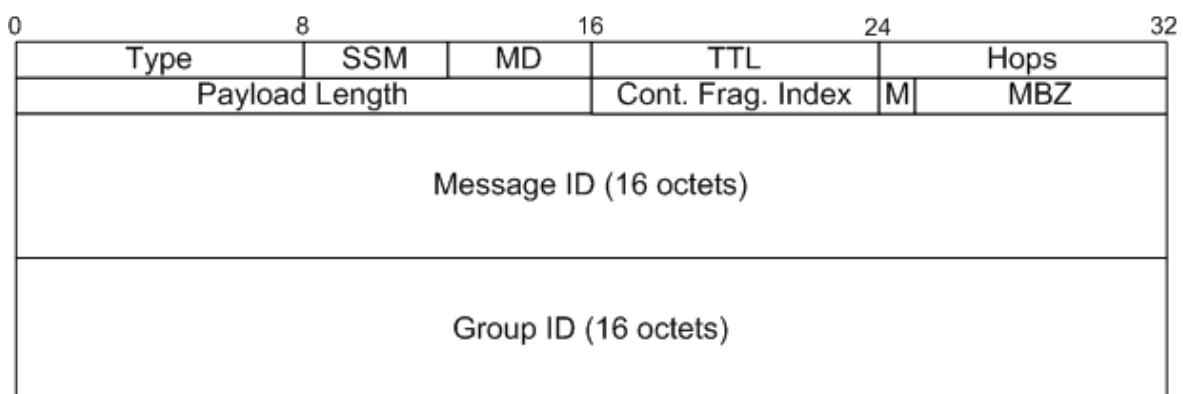 0 8 16 24 32
Type SSM MD TTL Hops
Payload Length Cont. Frag. Index M MBZ
Message ID (16 octets)
Group ID (16 octets)